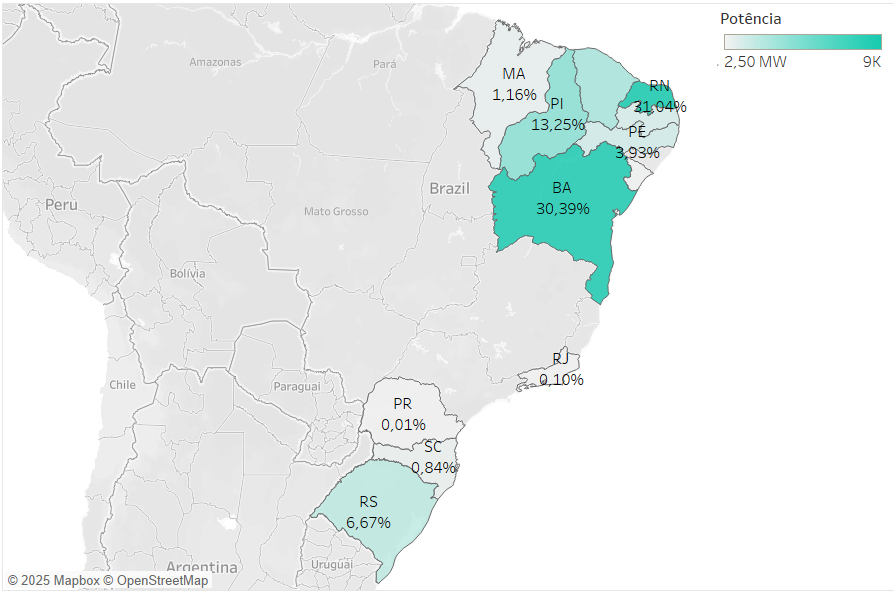 Potência
2,50 MW
9K
Amazonas
Pará
MA
1,16%
RN
31,04%
PI
13,25%
PE
3,93%
Brazil
BA
30,39%
Peru
Mato Grosso
Bolívia
RJ
0,10%
Chile
Paraguai
PR
0,01%
SC
0,84%
RS
6,67%
Uruguai
Argentina
© 2025 Mapbox © OpenStreetMap